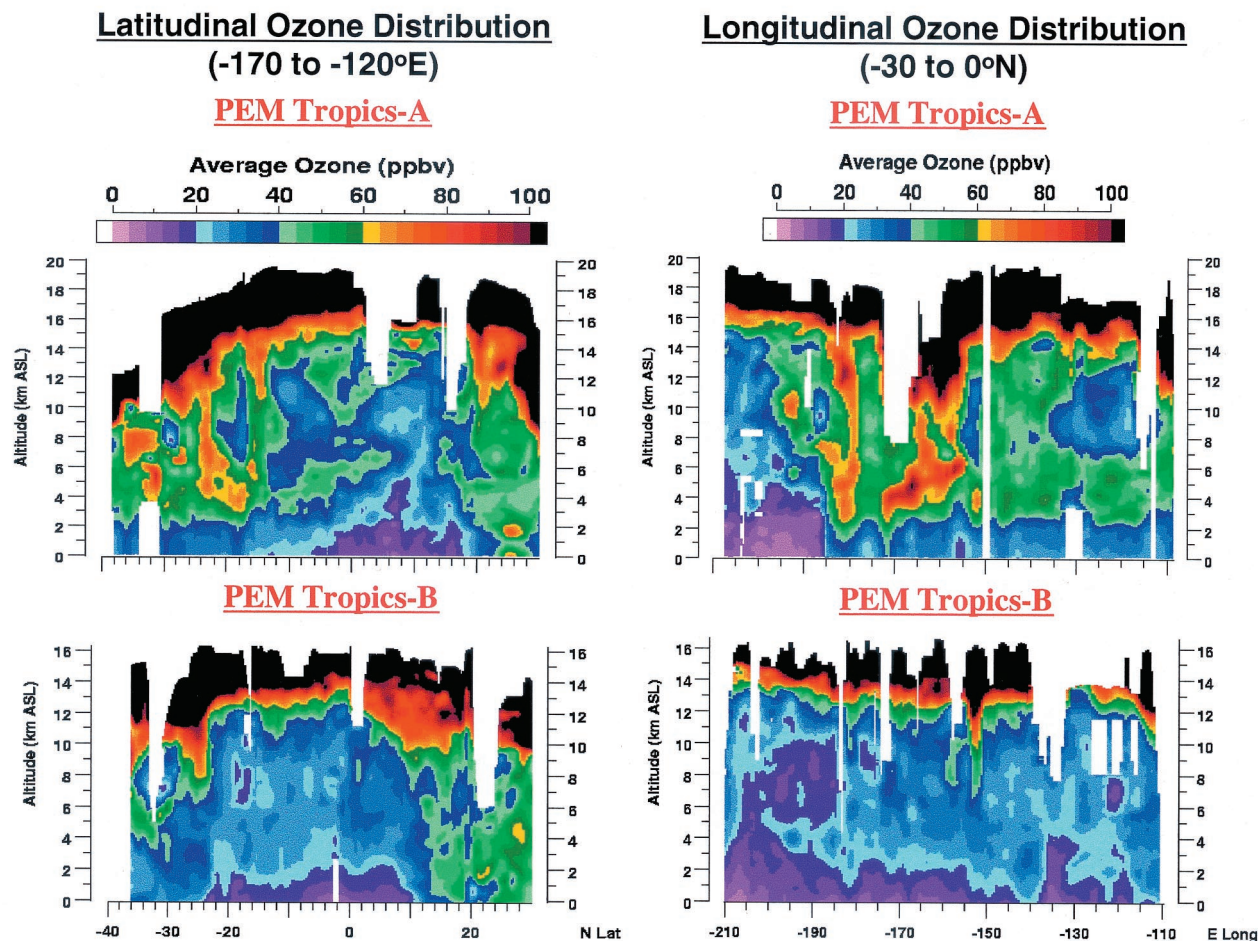 Latitudinal Ozone Distribution
(-170 to -120ºE)
PEM Tropics-A
Average Ozone (ppbv)
0 20 40 60 80 100
20 20
18 18
16 16
14 14
12 12
10 10
8 8
6 6
4 4
2 2
0 0
Altitude (km ASL)
Longitudinal Ozone Distribution
(-30 to 0ºN)
PEM Tropics-A
Average Ozone (ppbv)
0 20 40 60 80 100
20 20
18 18
16 16
14 14
12 12
10 10
8 8
6 6
4 4
2 2
0 0
Altitude (km ASL)
PEM Tropics-B
16 16
14 14
12 12
10 10
8 8
6 6
4 4
2 2
0 0
Altitude (km ASL)
-40 -30 -20 0 20 N Lat
PEM Tropics-B
16 16
14 14
12 12
10 10
8 8
6 6
4 4
2 2
0 0
Altitude (km ASL)
-210 -190 -170 -150 -130 -110 E Long